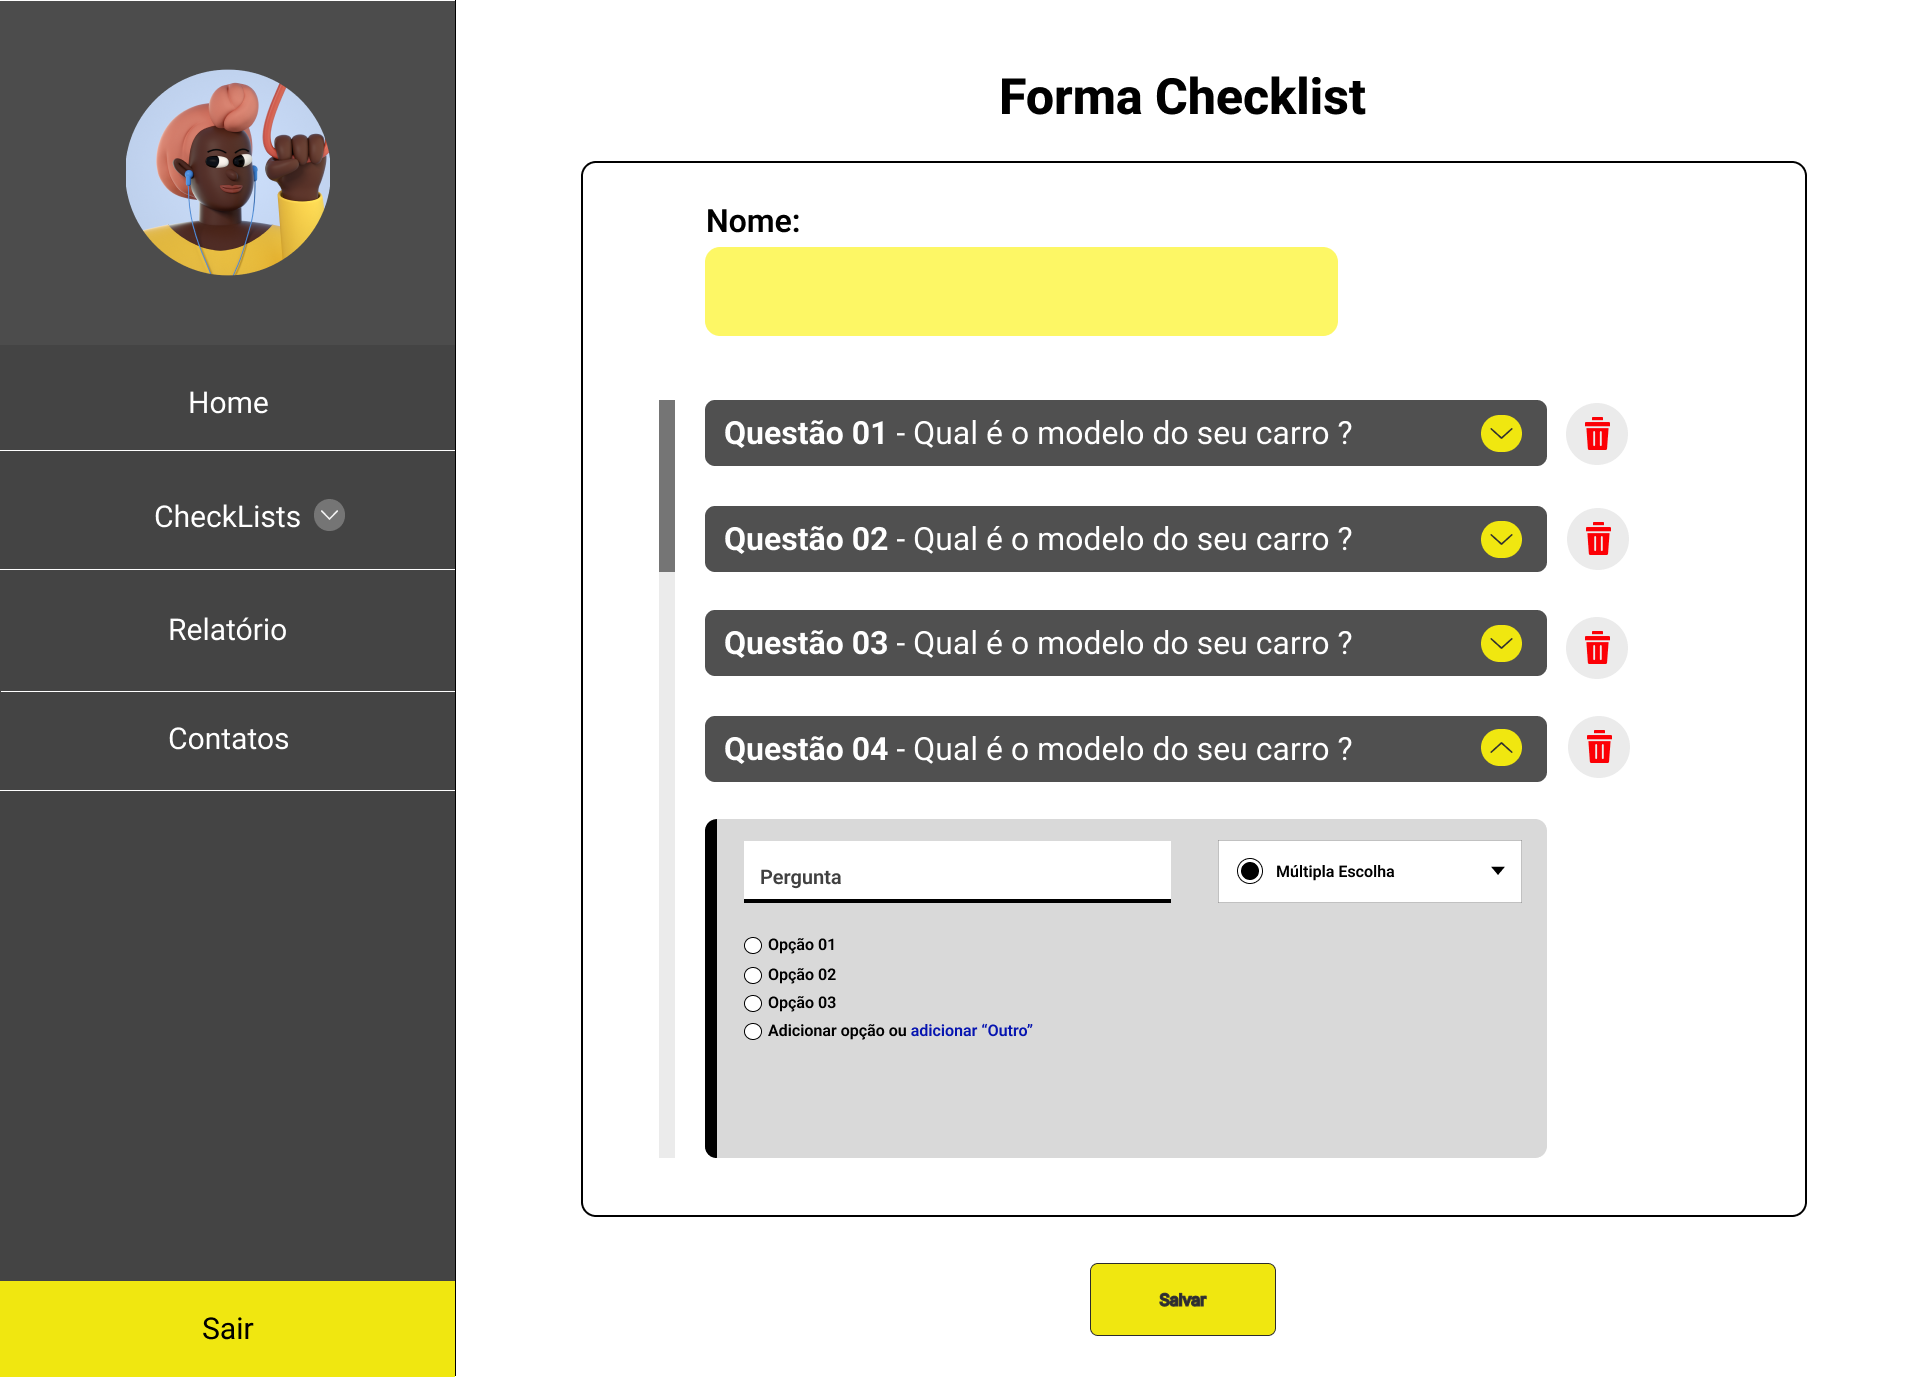 Home
CheckLists
Relatório
Contatos
Sair
Forma Checklist
Nome:
Questão 01 - Qual é o modelo do seu carro ?
Questão 02 - Qual é o modelo do seu carro ?
Questão 03 - Qual é o modelo do seu carro ?
Questão 04 - Qual é o modelo do seu carro ?
Pergunta
Múltipla Escolha
Opção 01
Opção 02
Opção 03
Adicionar opção ou adicionar “Outro”
Salvar